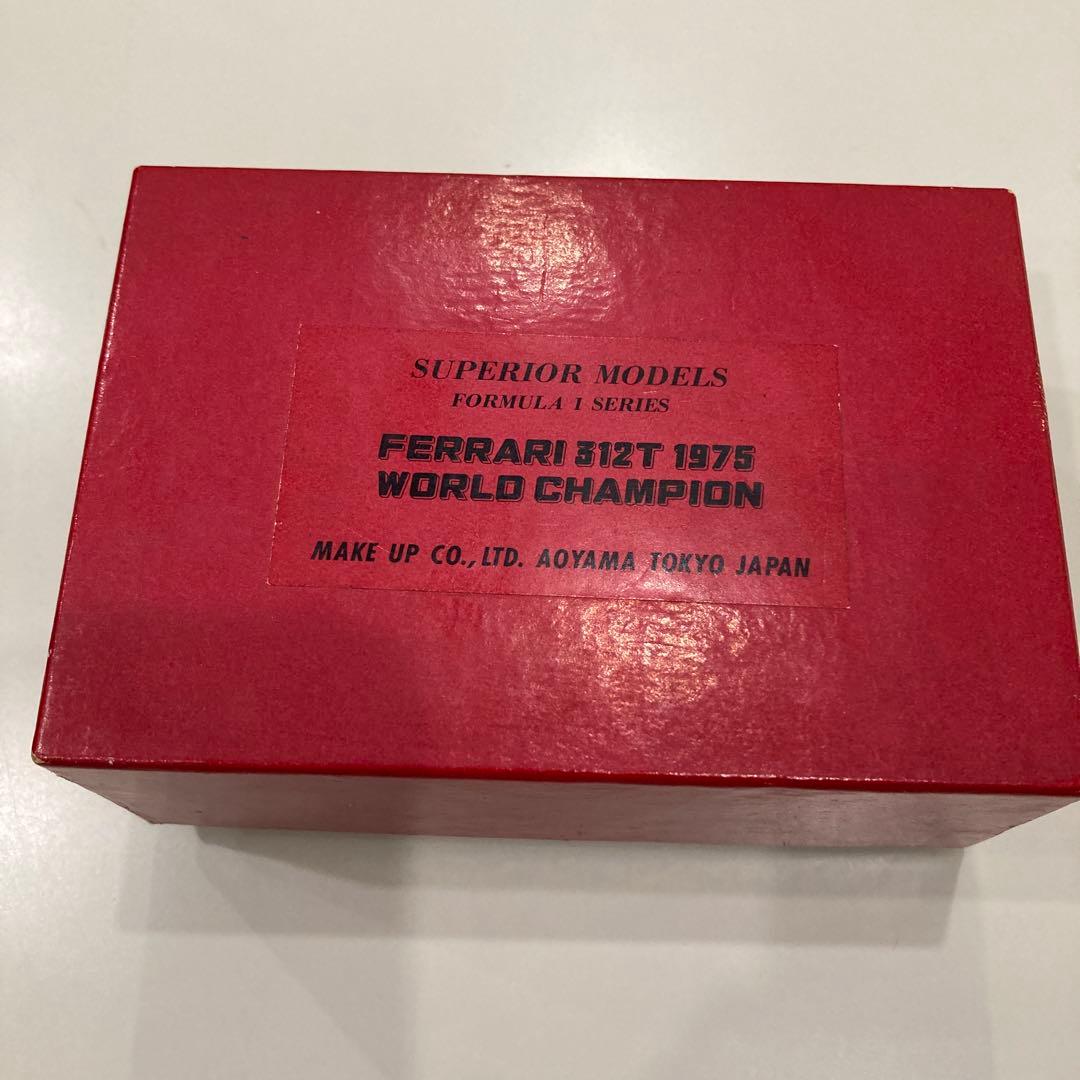 SUPERIOR MODELS
FORMULA 1 SERIES
FERRARI 312T 1975
WORLD CHAMPION
MAKE UP CO., LTD. AOYAMA TOKYO JAPAN